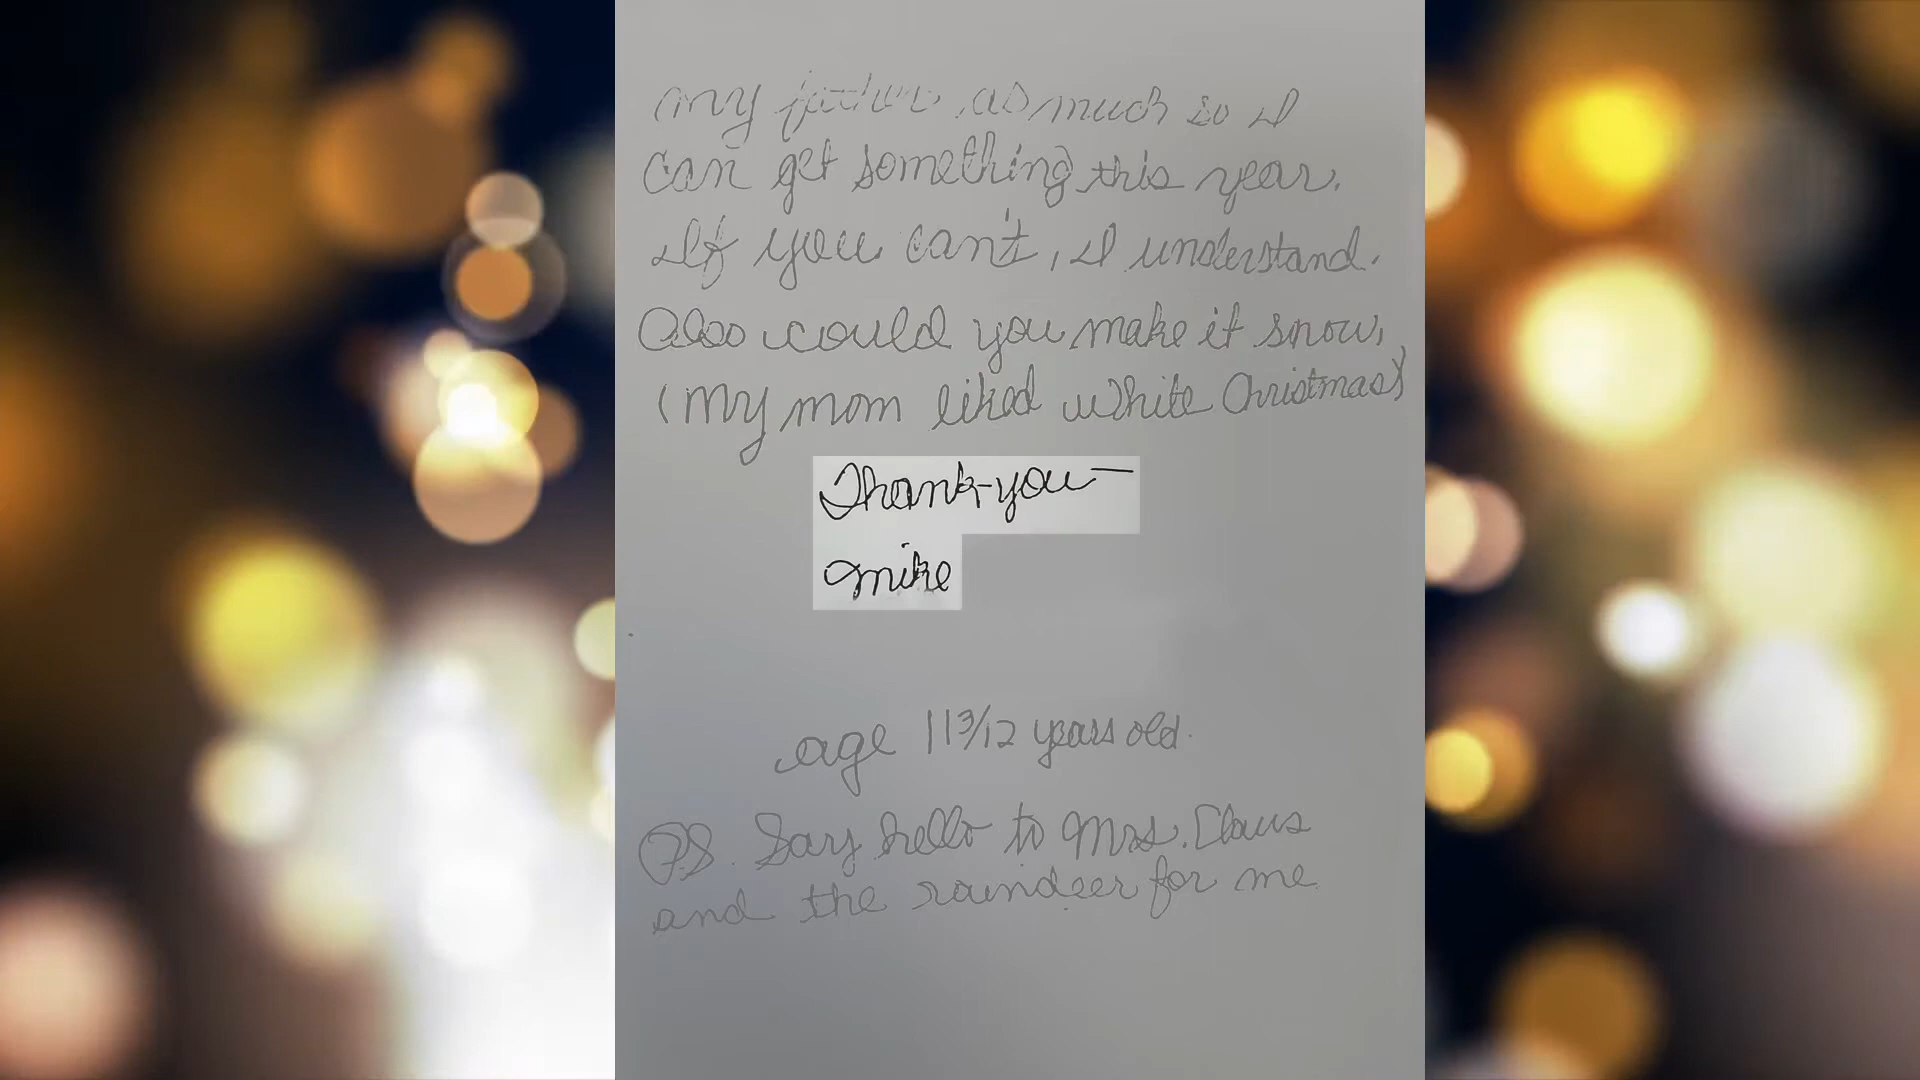 my father as much so I
can get something this year.
If you can't, I understand.
Also could you make it snow,
(My mom liked White Christmas)
Thank-you—
Mike
age 11 3/12 years old.
P.S. Say hello to Mrs. Claus
and the raindeer for me.